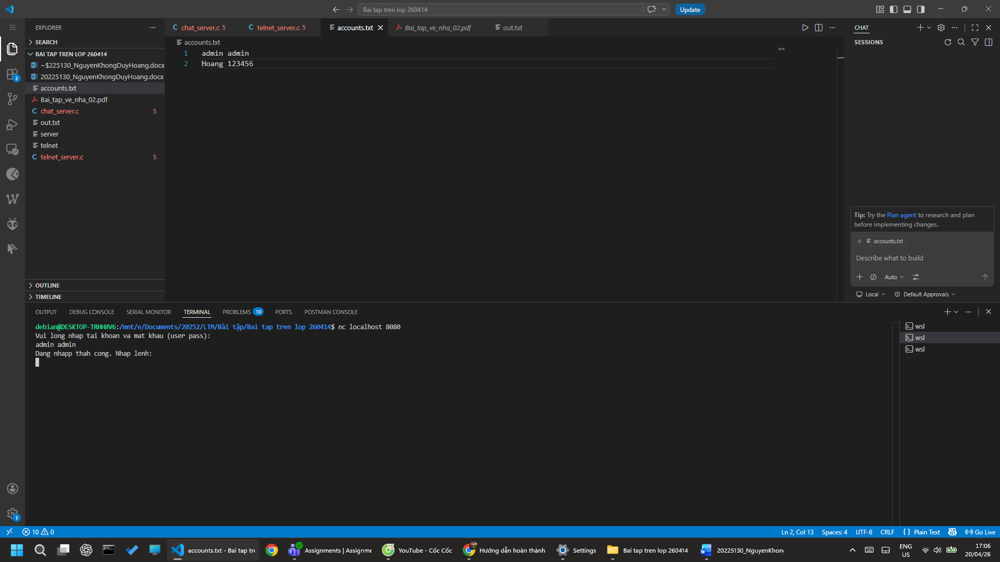 Bai tap tren lop 260414
Update
EXPLORER
SEARCH
BAI TAP TREN LOP 260414
~$225130_NguyenKhongDuyHoang.docx
20225130_NguyenKhongDuyHoang.docx
accounts.txt
Bai_tap_ve_nha_02.pdf
chat_server.c 5
out.txt
server
telnet
telnet_server.c 5
OUTLINE
TIMELINE
2
1
chat_server.c 5
telnet_server.c 5
accounts.txt
Bai_tap_ve_nha_02.pdf
out.txt
accounts.txt
1 admin admin
2 Hoang 123456
CHAT
SESSIONS
Tip: Try the Plan agent to research and plan
before implementing changes.
accounts.txt
Describe what to build
Auto
Local
Default Approvals
OUTPUT
DEBUG CONSOLE
SERIAL MONITOR
TERMINAL
PROBLEMS 10
PORTS
POSTMAN CONSOLE
debian@DESKTOP-TRHH8V6:/mnt/e/Documents/20252/LTM/Bài tập/Bai tap tren lop 260414$ nc localhost 8080
Vui long nhap tai khoan va mat khau (user pass):
admin admin
Dang nhapp thah cong. Nhap lenh:
wsl
wsl
wsl
10 0
Ln 2, Col 13
Spaces: 4
UTF-8
CRLF
{ } Plain Text
Go Live
accounts.txt - Bai tap tre
Assignments | Assignme
YouTube - Cốc Cốc
Hướng dẫn hoàn thành
Settings
Bai tap tren lop 260414
20225130_NguyenKhon
ENG
US
17:06
20/04/26